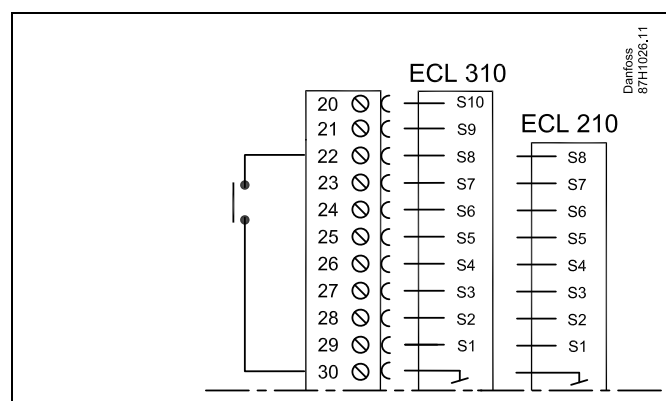 Danfoss
87H1026.11
ECL 310
ECL 210
20 S10
21 S9
22 S8 S8
23 S7 S7
24 S6 S6
25 S5 S5
26 S4 S4
27 S3 S3
28 S2 S2
29 S1 S1
30